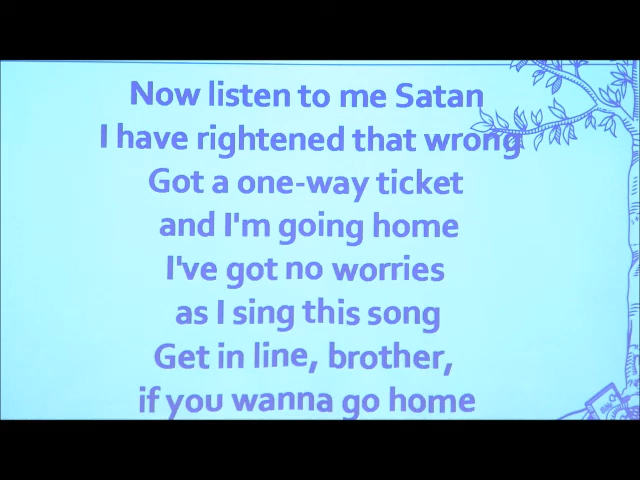 Now listen to me Satan
I have rightened that wrong
Got a one-way ticket
and I'm going home
I've got no worries
as I sing this song
Get in line, brother,
if you wanna go home